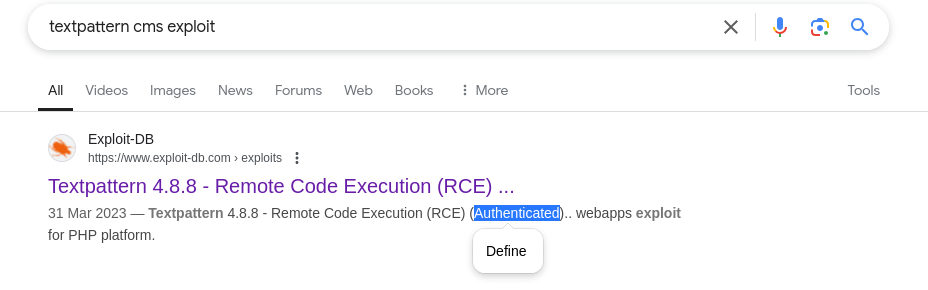 textpattern cms exploit
All Videos Images News Forums Web Books More Tools
Exploit-DB
https://www.exploit-db.com › exploits
Textpattern 4.8.8 - Remote Code Execution (RCE) ...
31 Mar 2023 — Textpattern 4.8.8 - Remote Code Execution (RCE) (Authenticated).. webapps exploit
for PHP platform.
Define